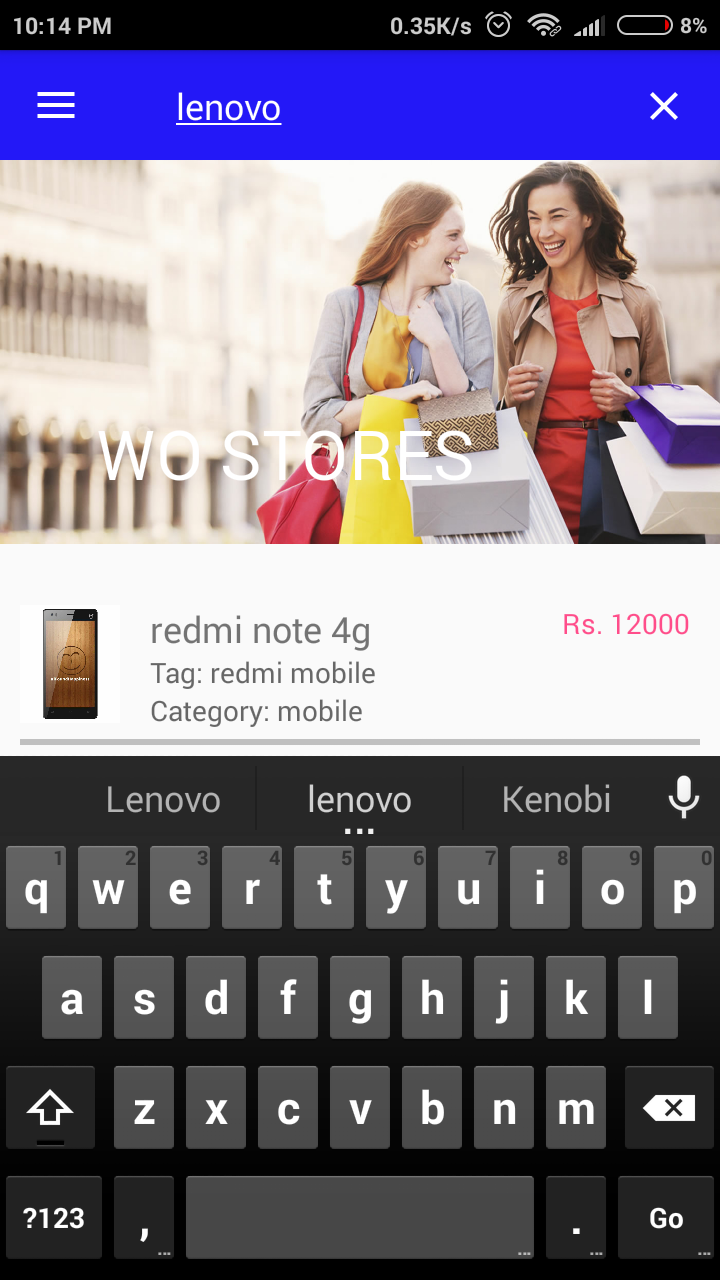 10:14 PM 0.35K/s 8%
lenovo
WO STORES
redmi note 4g Rs. 12000
Tag: redmi mobile
Category: mobile
Lenovo lenovo Kenobi
1 2 3 4 5 6 7 8 9 0
q w e r t y u i o p
a s d f g h j k l
z x c v b n m
?123 , . Go